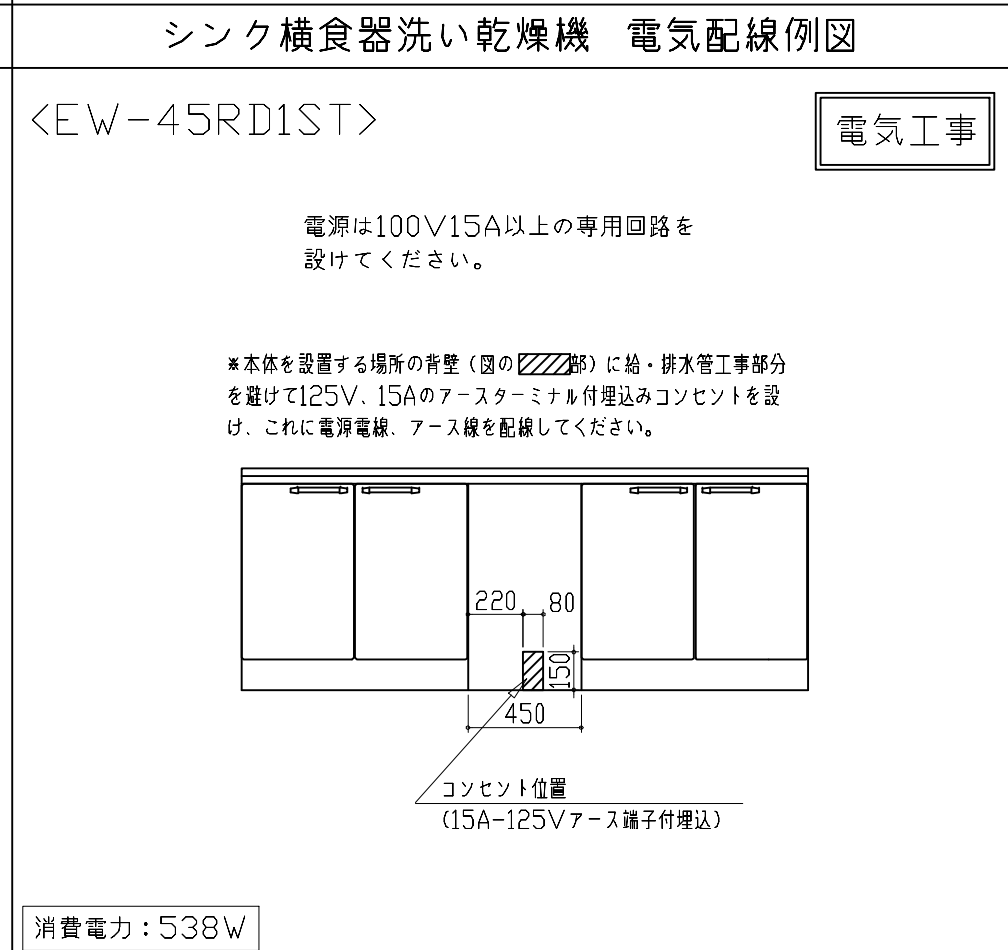 シンク横食器洗い乾燥機　電気配線例図
<EW-45RD1ST>
電気工事
電源は100V15A以上の専用回路を
設けてください。
※本体を設置する場所の背壁（図の部）に給・排水管工事部分
を避けて125V、15Aのアースターミナル付埋込みコンセントを設
け、これに電源電線、アース線を配線してください。
220 80
150
450
コンセント位置
(15A-125Vアース端子付埋込)
消費電力：538W